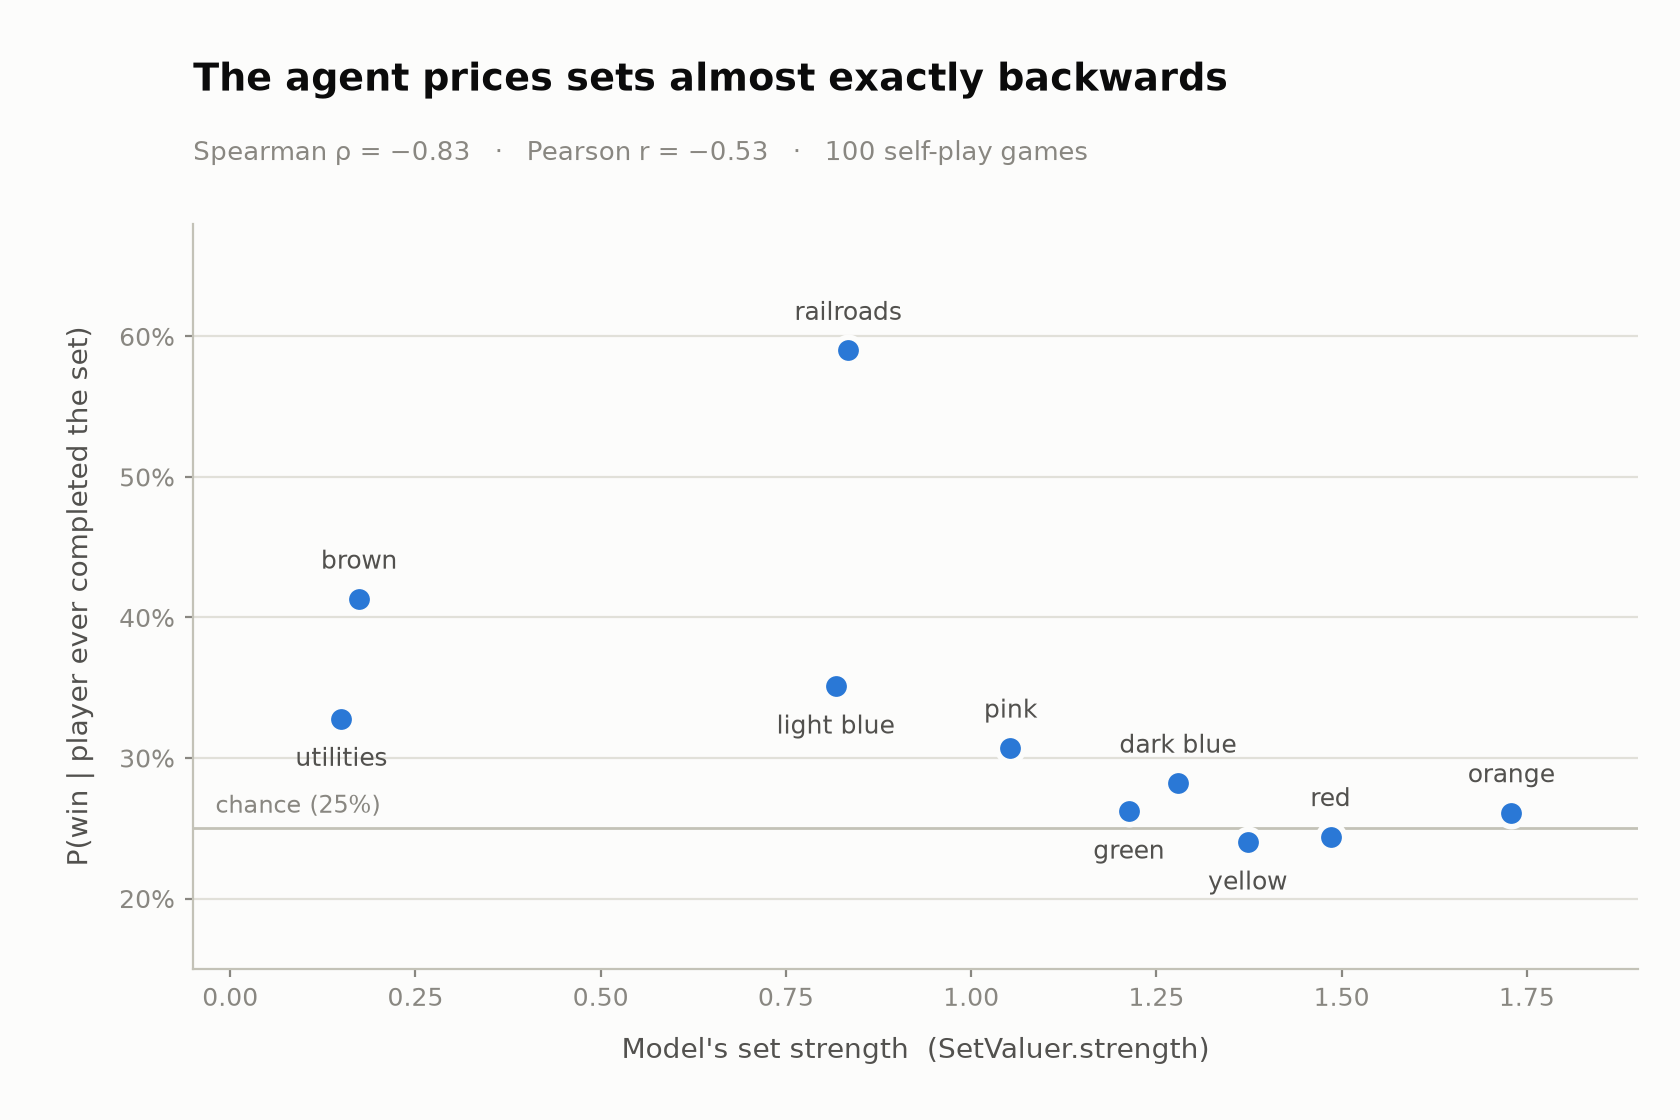 The agent prices sets almost exactly backwards
Spearman ρ = −0.83 · Pearson r = −0.53 · 100 self-play games
P(win | player ever completed the set)
60%
50%
40%
30%
20%
railroads
brown
light blue
utilities
pink
dark blue
orange
red
chance (25%)
green
yellow
0.00 0.25 0.50 0.75 1.00 1.25 1.50 1.75
Model's set strength (SetValuer.strength)